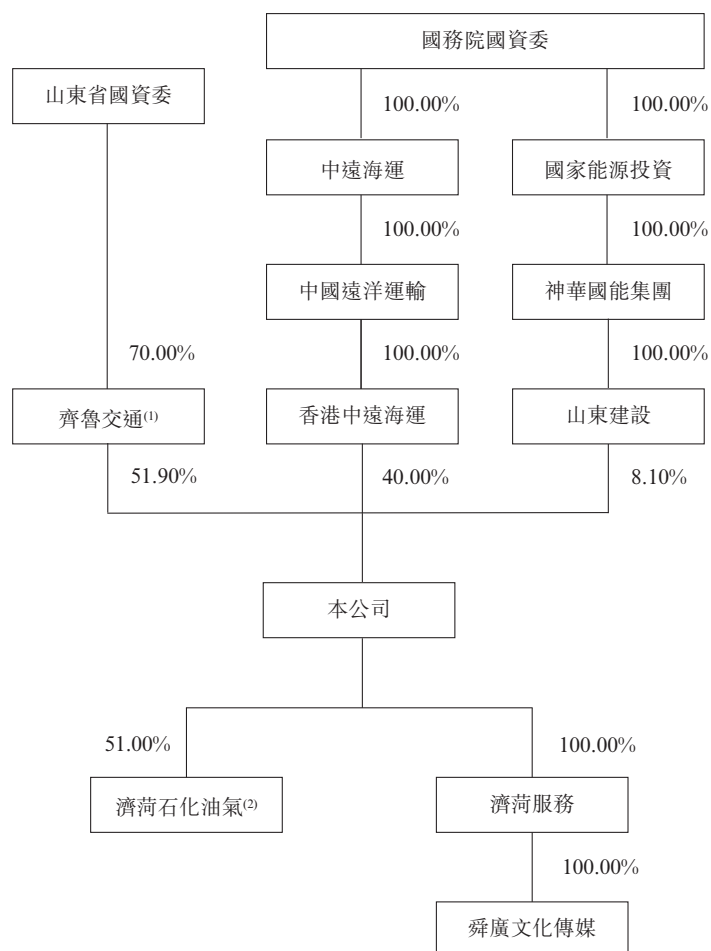 國務院國資委
山東省國資委
100.00%
100.00%
中遠海運
國家能源投資
100.00%
100.00%
中國遠洋運輸
神華國能集團
70.00%
100.00%
100.00%
齊魯交通(1)
香港中遠海運
山東建設
51.90%
40.00%
8.10%
本公司
51.00%
100.00%
濟菏石化油氣(2)
濟菏服務
100.00%
舜廣文化傳媒